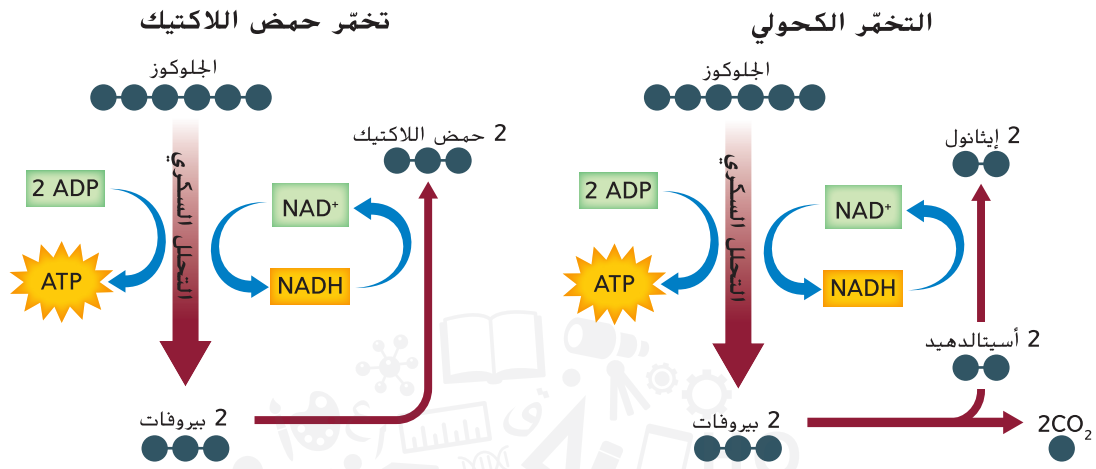 التخمّر الكحولي
الجلوكوز
2 إيثانول
2 ADP
ATP
التحلل السكري
NAD⁺
NADH
2 أسيتالدهيد
2 بيروفات
2CO₂
تخمّر حمض اللاكتيك
الجلوكوز
2 حمض اللاكتيك
2 ADP
ATP
التحلل السكري
NAD⁺
NADH
2 بيروفات